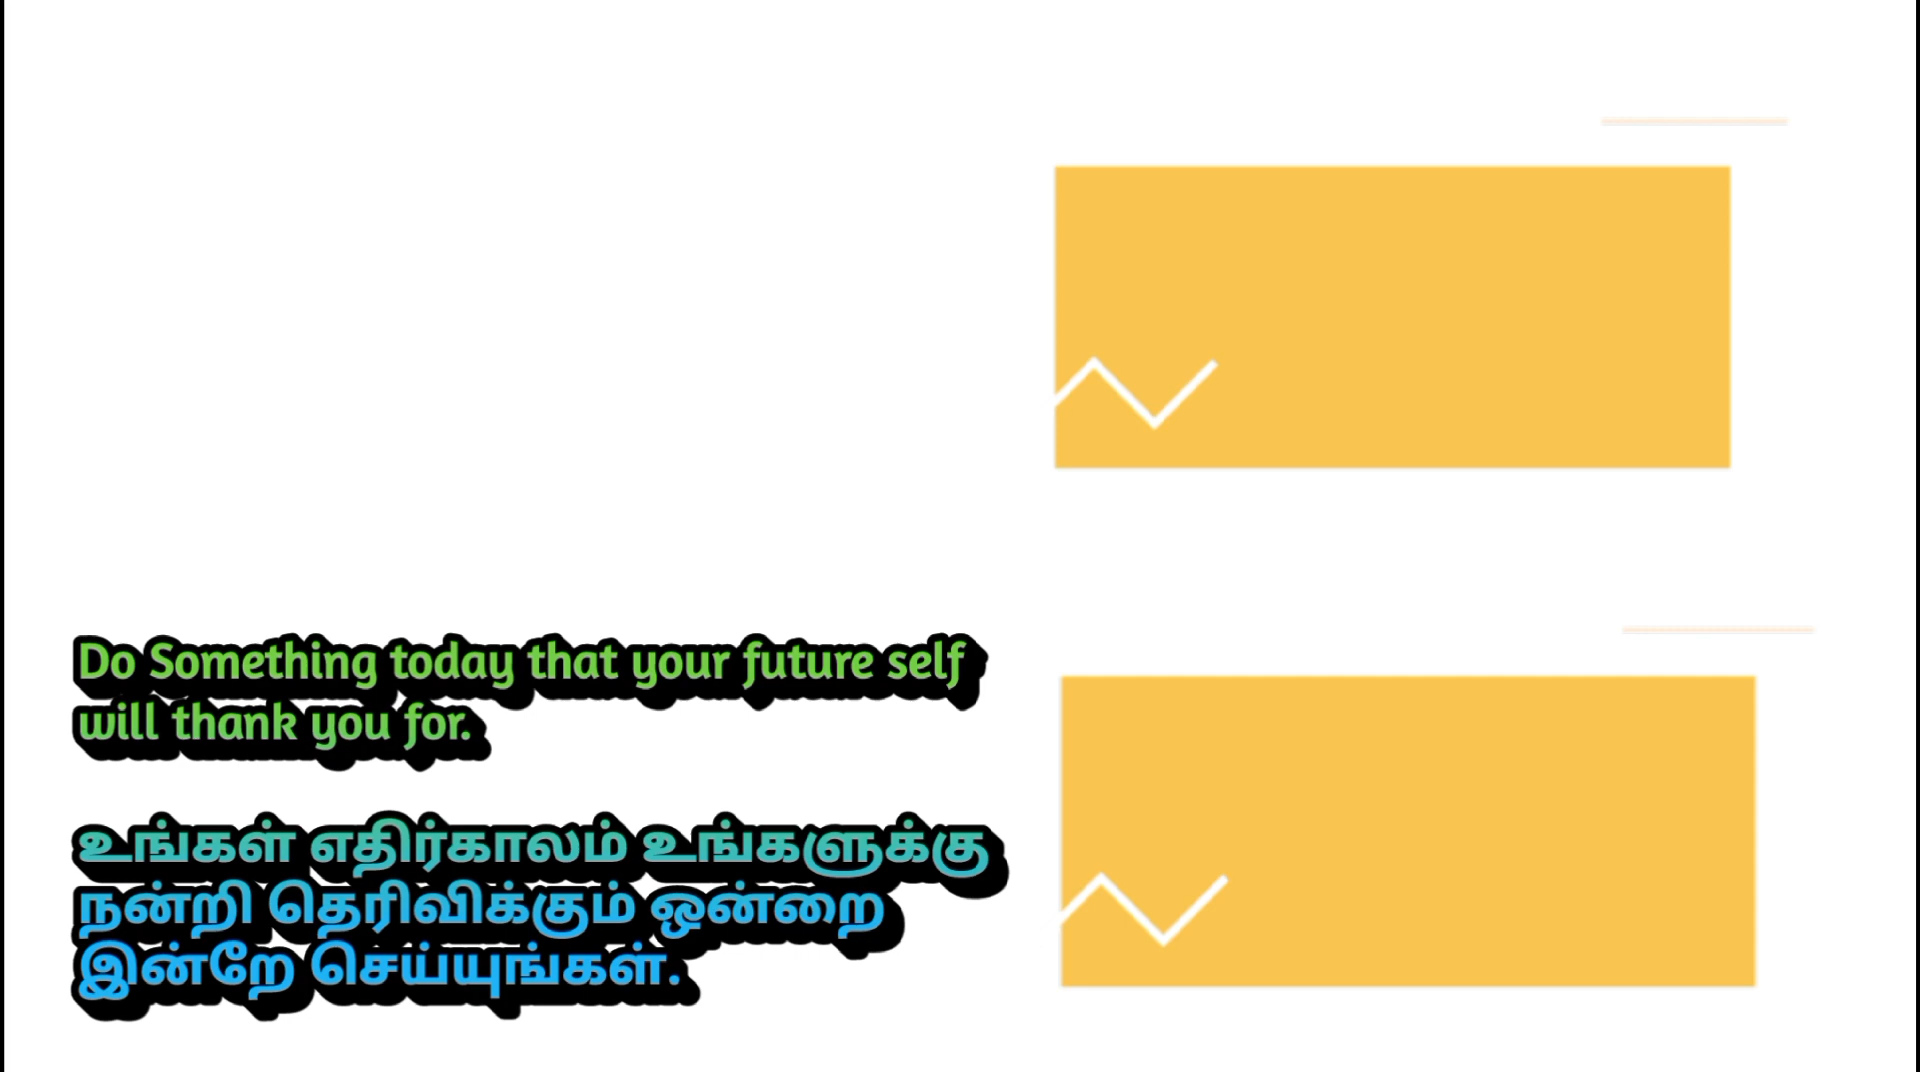 Do Something today that your future self
will thank you for.
உங்கள் எதிர்காலம் உங்களுக்கு
நன்றி தெரிவிக்கும் ஒன்றை
இன்றே செய்யுங்கள்.